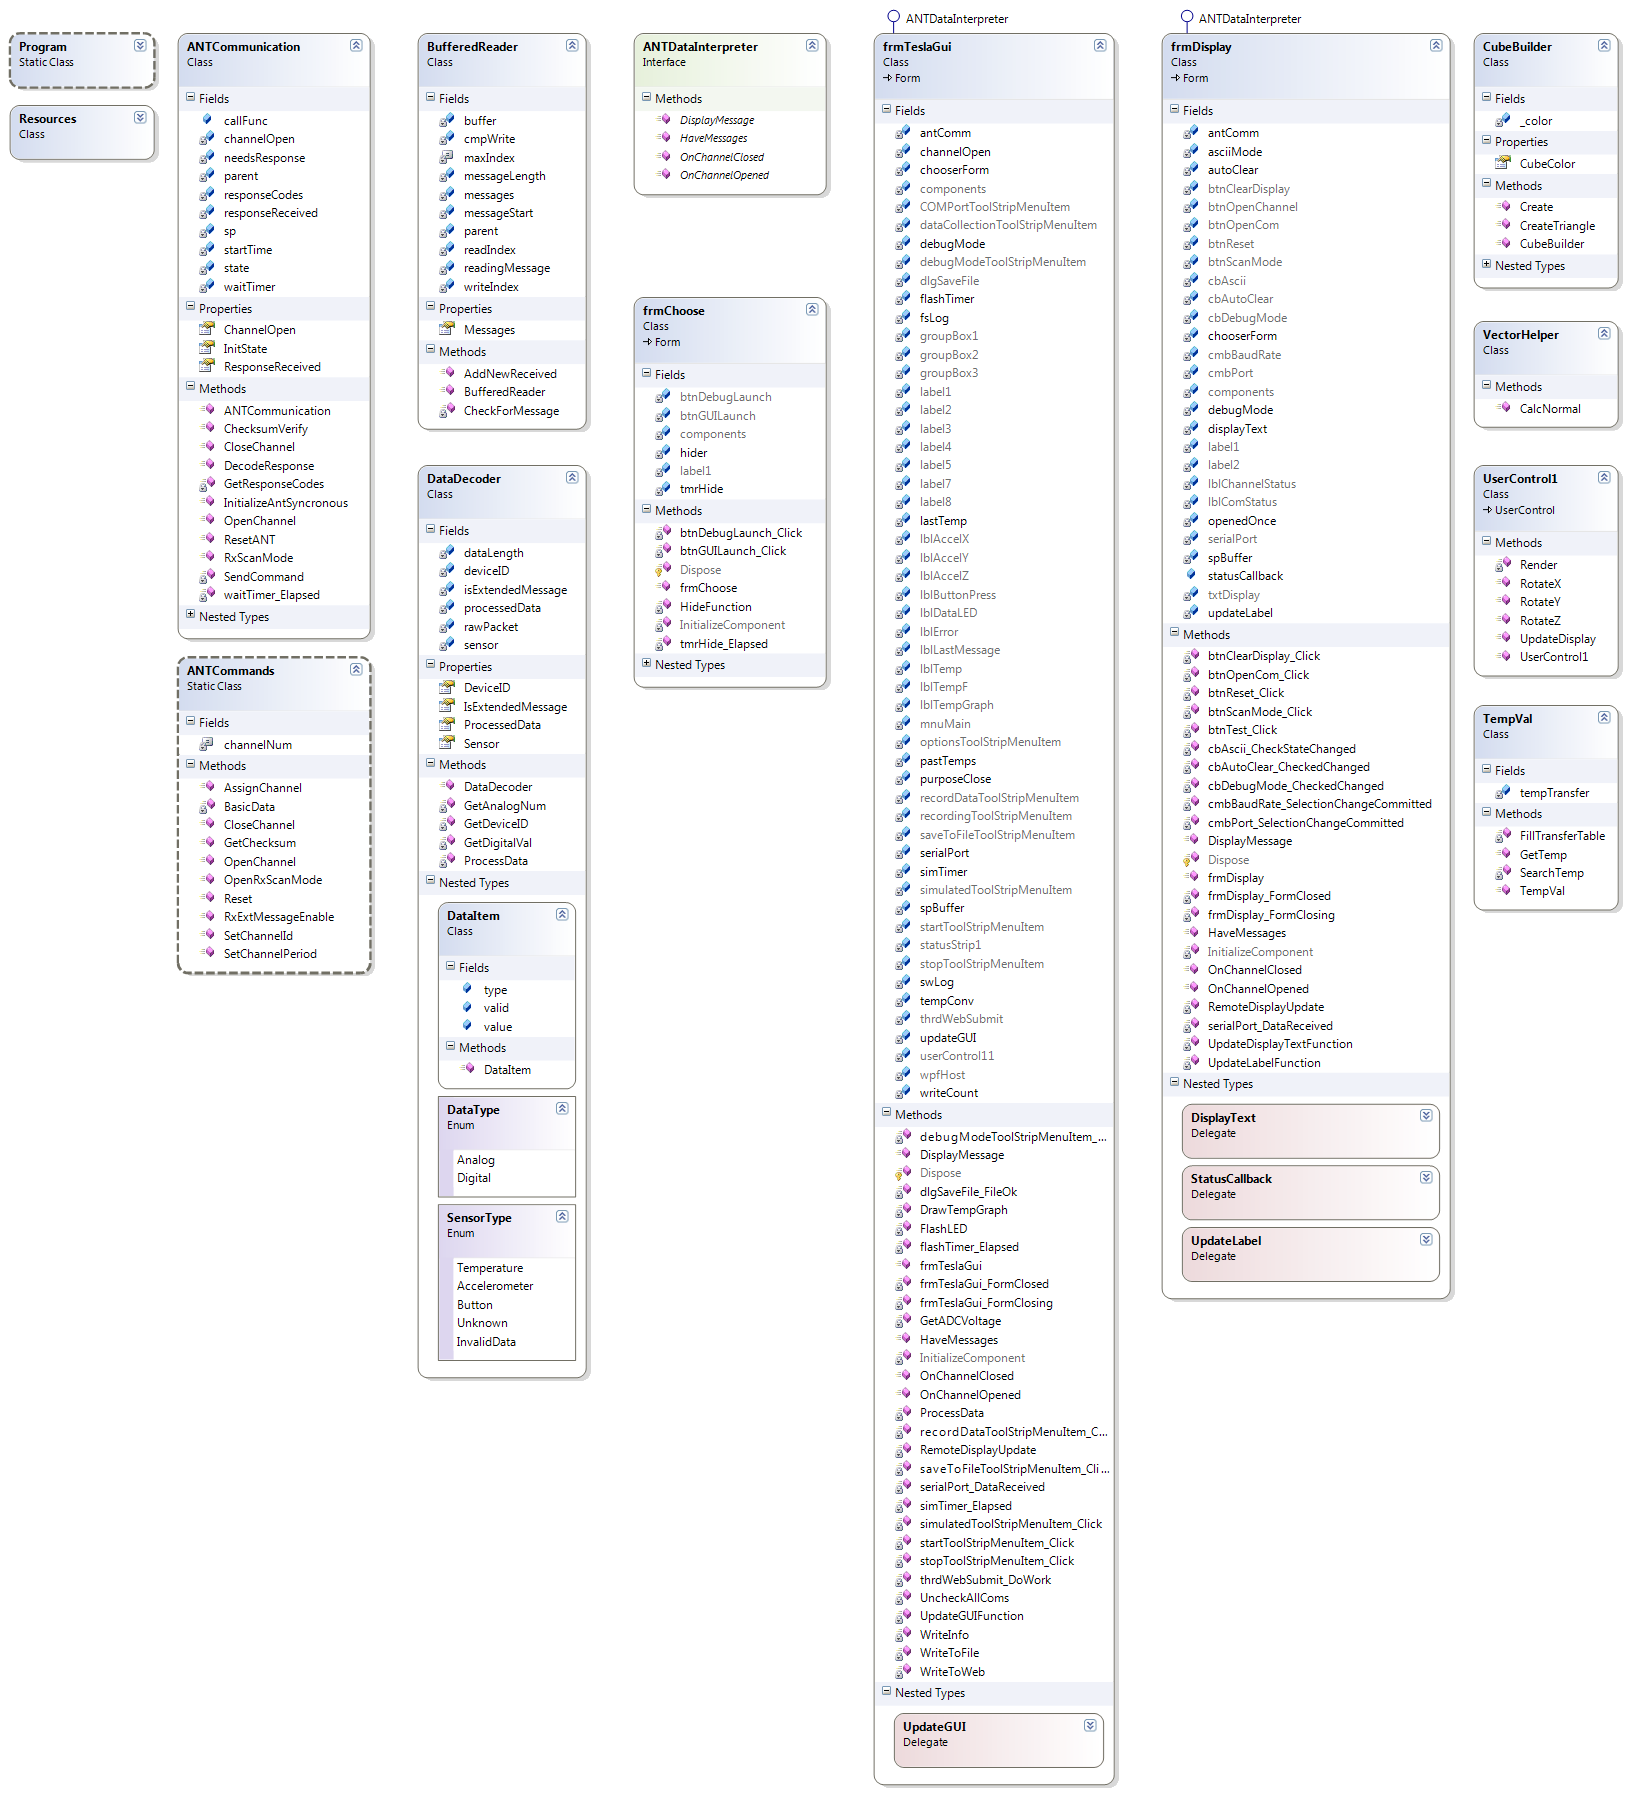 Program
Static Class
Resources
Class
ANTCommunication
Class
Fields
callFunc
channelOpen
needsResponse
parent
responseCodes
responseReceived
sp
startTime
state
waitTimer
Properties
ChannelOpen
InitState
ResponseReceived
Methods
ANTCommunication
ChecksumVerify
CloseChannel
DecodeResponse
GetResponseCodes
InitializeAntSyncronous
OpenChannel
ResetANT
RxScanMode
SendCommand
waitTimer_Elapsed
Nested Types
ANTCommands
Static Class
Fields
channelNum
Methods
AssignChannel
BasicData
CloseChannel
GetChecksum
OpenChannel
OpenRxScanMode
Reset
RxExtMessageEnable
SetChannelId
SetChannelPeriod
BufferedReader
Class
Fields
buffer
cmpWrite
maxIndex
messageLength
messages
messageStart
parent
readIndex
readingMessage
writeIndex
Properties
Messages
Methods
AddNewReceived
BufferedReader
CheckForMessage
DataDecoder
Class
Fields
dataLength
deviceID
isExtendedMessage
processedData
rawPacket
sensor
Properties
DeviceID
IsExtendedMessage
ProcessedData
Sensor
Methods
DataDecoder
GetAnalogNum
GetDeviceID
GetDigitalVal
ProcessData
Nested Types
DataItem
Class
Fields
type
valid
value
Methods
DataItem
DataType
Enum
Analog
Digital
SensorType
Enum
Temperature
Accelerometer
Button
Unknown
InvalidData
ANTDataInterpreter
Interface
Methods
DisplayMessage
HaveMessages
OnChannelClosed
OnChannelOpened
frmChoose
Class
Form
Fields
btnDebugLaunch
btnGUILaunch
components
hider
label1
tmrHide
Methods
btnDebugLaunch_Click
btnGUILaunch_Click
Dispose
frmChoose
HideFunction
InitializeComponent
tmrHide_Elapsed
Nested Types
ANTDataInterpreter
frmTeslaGui
Class
Form
Fields
antComm
channelOpen
chooserForm
components
COMPortToolStripMenuItem
dataCollectionToolStripMenuItem
debugMode
debugModeToolStripMenuItem
dlgSaveFile
flashTimer
fsLog
groupBox1
groupBox2
groupBox3
label1
label2
label3
label4
label5
label7
label8
lastTemp
lblAccelX
lblAccelY
lblAccelZ
lblButtonPress
lblDataLED
lblError
lblLastMessage
lblTemp
lblTempF
lblTempGraph
mnuMain
optionsToolStripMenuItem
pastTemps
purposeClose
recordDataToolStripMenuItem
recordingToolStripMenuItem
saveToFileToolStripMenuItem
serialPort
simTimer
simulatedToolStripMenuItem
spBuffer
startToolStripMenuItem
statusStrip1
stopToolStripMenuItem
swLog
tempConv
thrdWebSubmit
updateGUI
userControl11
wpfHost
writeCount
Methods
debugModeToolStripMenuItem_...
DisplayMessage
Dispose
dlgSaveFile_FileOk
DrawTempGraph
FlashLED
flashTimer_Elapsed
frmTeslaGui
frmTeslaGui_FormClosed
frmTeslaGui_FormClosing
GetADCVoltage
HaveMessages
InitializeComponent
OnChannelClosed
OnChannelOpened
ProcessData
recordDataToolStripMenuItem_C...
RemoteDisplayUpdate
saveToFileToolStripMenuItem_Cli...
serialPort_DataReceived
simTimer_Elapsed
simulatedToolStripMenuItem_Click
startToolStripMenuItem_Click
stopToolStripMenuItem_Click
thrdWebSubmit_DoWork
UncheckAllComs
UpdateGUIFunction
WriteInfo
WriteToFile
WriteToWeb
Nested Types
UpdateGUI
Delegate
ANTDataInterpreter
frmDisplay
Class
Form
Fields
antComm
asciiMode
autoClear
btnClearDisplay
btnOpenChannel
btnOpenCom
btnReset
btnScanMode
cbAscii
cbAutoClear
cbDebugMode
chooserForm
cmbBaudRate
cmbPort
components
debugMode
displayText
label1
label2
lblChannelStatus
lblComStatus
openedOnce
serialPort
spBuffer
statusCallback
txtDisplay
updateLabel
Methods
btnClearDisplay_Click
btnOpenCom_Click
btnReset_Click
btnScanMode_Click
btnTest_Click
cbAscii_CheckStateChanged
cbAutoClear_CheckedChanged
cbDebugMode_CheckedChanged
cmbBaudRate_SelectionChangeCommitted
cmbPort_SelectionChangeCommitted
DisplayMessage
Dispose
frmDisplay
frmDisplay_FormClosed
frmDisplay_FormClosing
HaveMessages
InitializeComponent
OnChannelClosed
OnChannelOpened
RemoteDisplayUpdate
serialPort_DataReceived
UpdateDisplayTextFunction
UpdateLabelFunction
Nested Types
DisplayText
Delegate
StatusCallback
Delegate
UpdateLabel
Delegate
CubeBuilder
Class
Fields
_color
Properties
CubeColor
Methods
Create
CreateTriangle
CubeBuilder
Nested Types
VectorHelper
Class
Methods
CalcNormal
UserControl1
Class
UserControl
Methods
Render
RotateX
RotateY
RotateZ
UpdateDisplay
UserControl1
TempVal
Class
Fields
tempTransfer
Methods
FillTransferTable
GetTemp
SearchTemp
TempVal